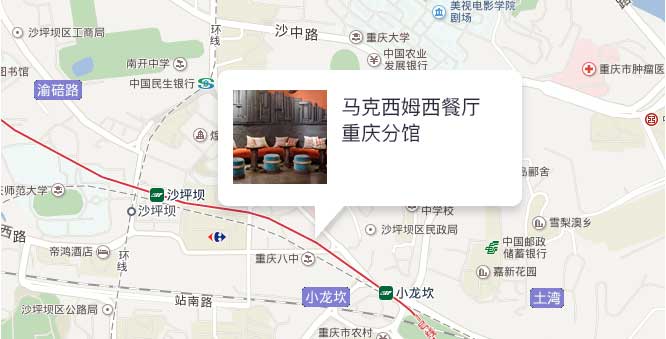 美视电影学院
剧场
沙坪坝区工商局
沙中路
重庆大学
南开中学
中国农业
发展银行
图书馆
重庆市肿瘤医
渝碚路
中国民生银行
马克西姆西餐厅
重庆分馆
庆师范大学
沙坪坝
沙坪坝
中学校
雪梨澳乡
西路
沙坪坝区民政局
中国邮政
储蓄银行
帝鸿酒店
环线
重庆八中
嘉新花园
站南路
小龙坎
小龙坎
土湾
沙坪坝区公路局
重庆市农村
环线